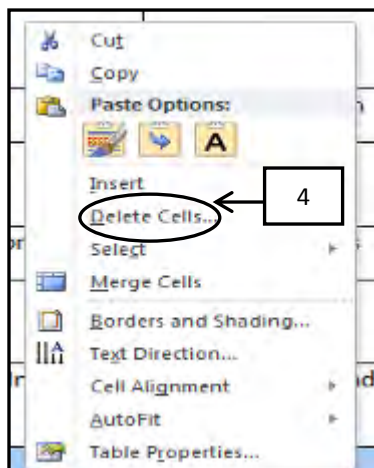 Cut
Copy
Paste Options:
A
Insert
Delete Cells...
4
Select
Merge Cells
Borders and Shading...
Text Direction...
Cell Alignment
AutoFit
Table Properties...